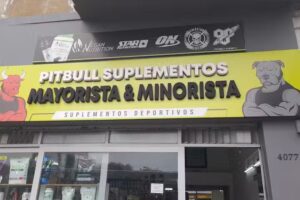 STAR
ON
PITBULL SUPLEMENTOS
MAYORISTA & MINORISTA
SUPLEMENTOS DEPORTIVOS
4077